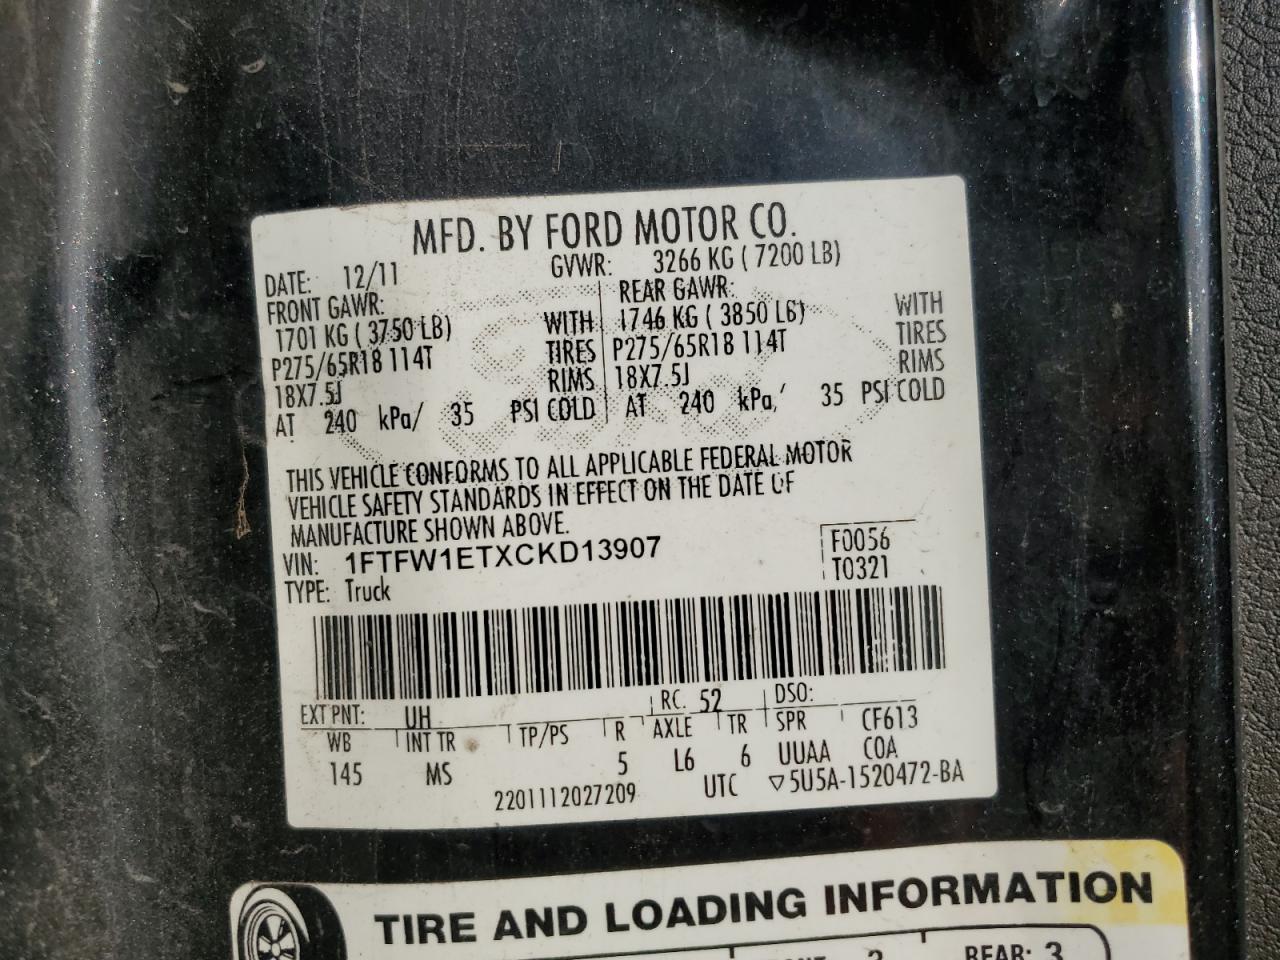 MFD. BY FORD MOTOR CO.
DATE: 12/11 GVWR: 3266 KG ( 7200 LB)
FRONT GAWR: REAR GAWR:
1701 KG ( 3750 LB) WITH 1746 KG ( 3850 LB) WITH
P275/65R18 114T TIRES P275/65R18 114T TIRES
18X7.5J RIMS 18X7.5J RIMS
AT 240 kPa/ 35 PSI COLD AT 240 kPa/ 35 PSI COLD
THIS VEHICLE CONFORMS TO ALL APPLICABLE FEDERAL MOTOR
VEHICLE SAFETY STANDARDS IN EFFECT ON THE DATE OF
MANUFACTURE SHOWN ABOVE.
VIN: 1FTFW1ETXCKD13907 F0056
TYPE: Truck T0321
EXT PNT: UH RC: 52 DSO:
WB INT TR TP/PS R AXLE TR SPR CF613
145 MS 5 L6 6 UUAA COA
2201112027209 UTC ▽5U5A-1520472-BA
TIRE AND LOADING INFORMATION
2 REAR: 3